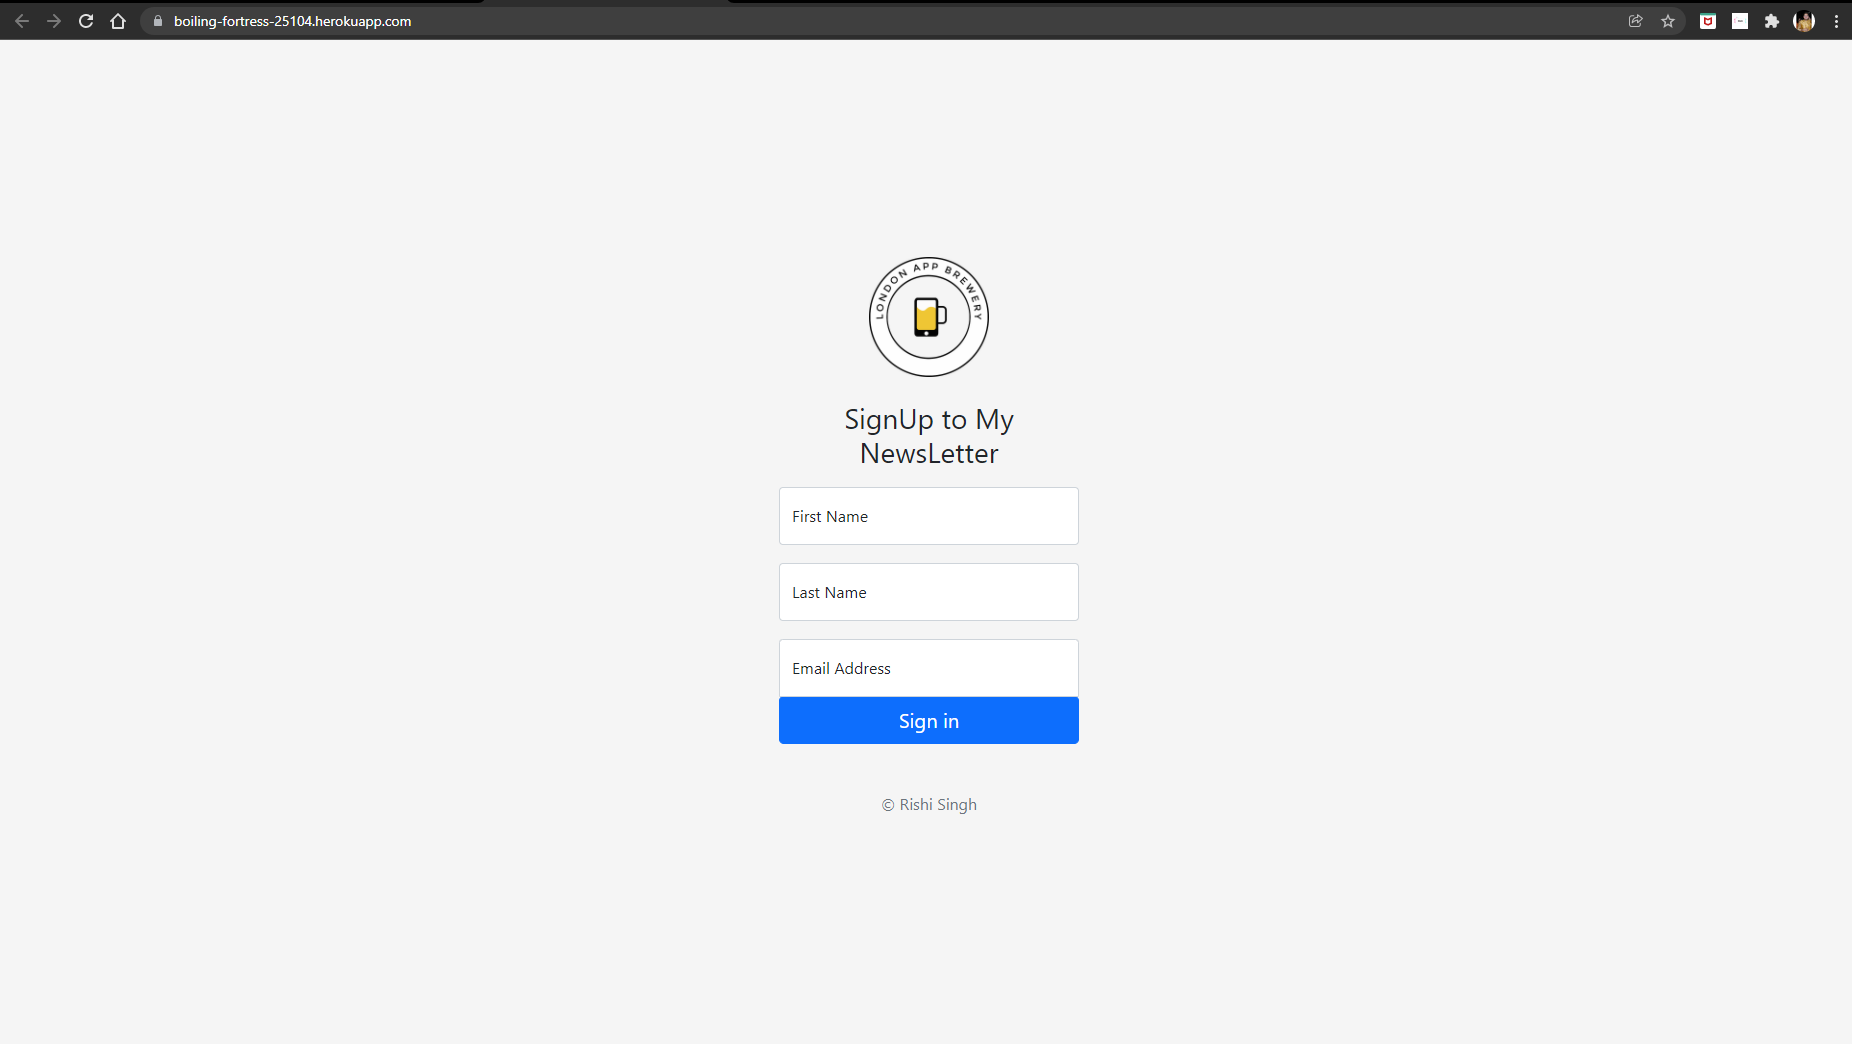 boiling-fortress-25104.herokuapp.com
LONDON APP BREWERY
SignUp to My
NewsLetter
First Name
Last Name
Email Address
Sign in
© Rishi Singh